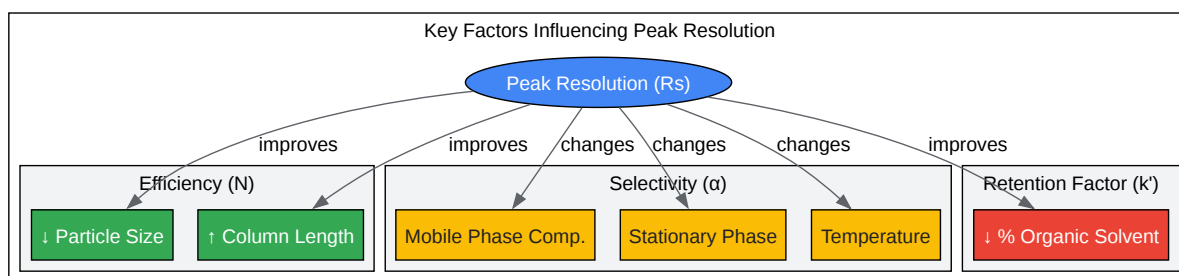 Key Factors Influencing Peak Resolution
Peak Resolution (Rs)
improves
improves
changes
changes
changes
improves
Efficiency (N)
Selectivity (α)
Retention Factor (k')
↓ Particle Size
↑ Column Length
Mobile Phase Comp.
Stationary Phase
Temperature
↓ % Organic Solvent